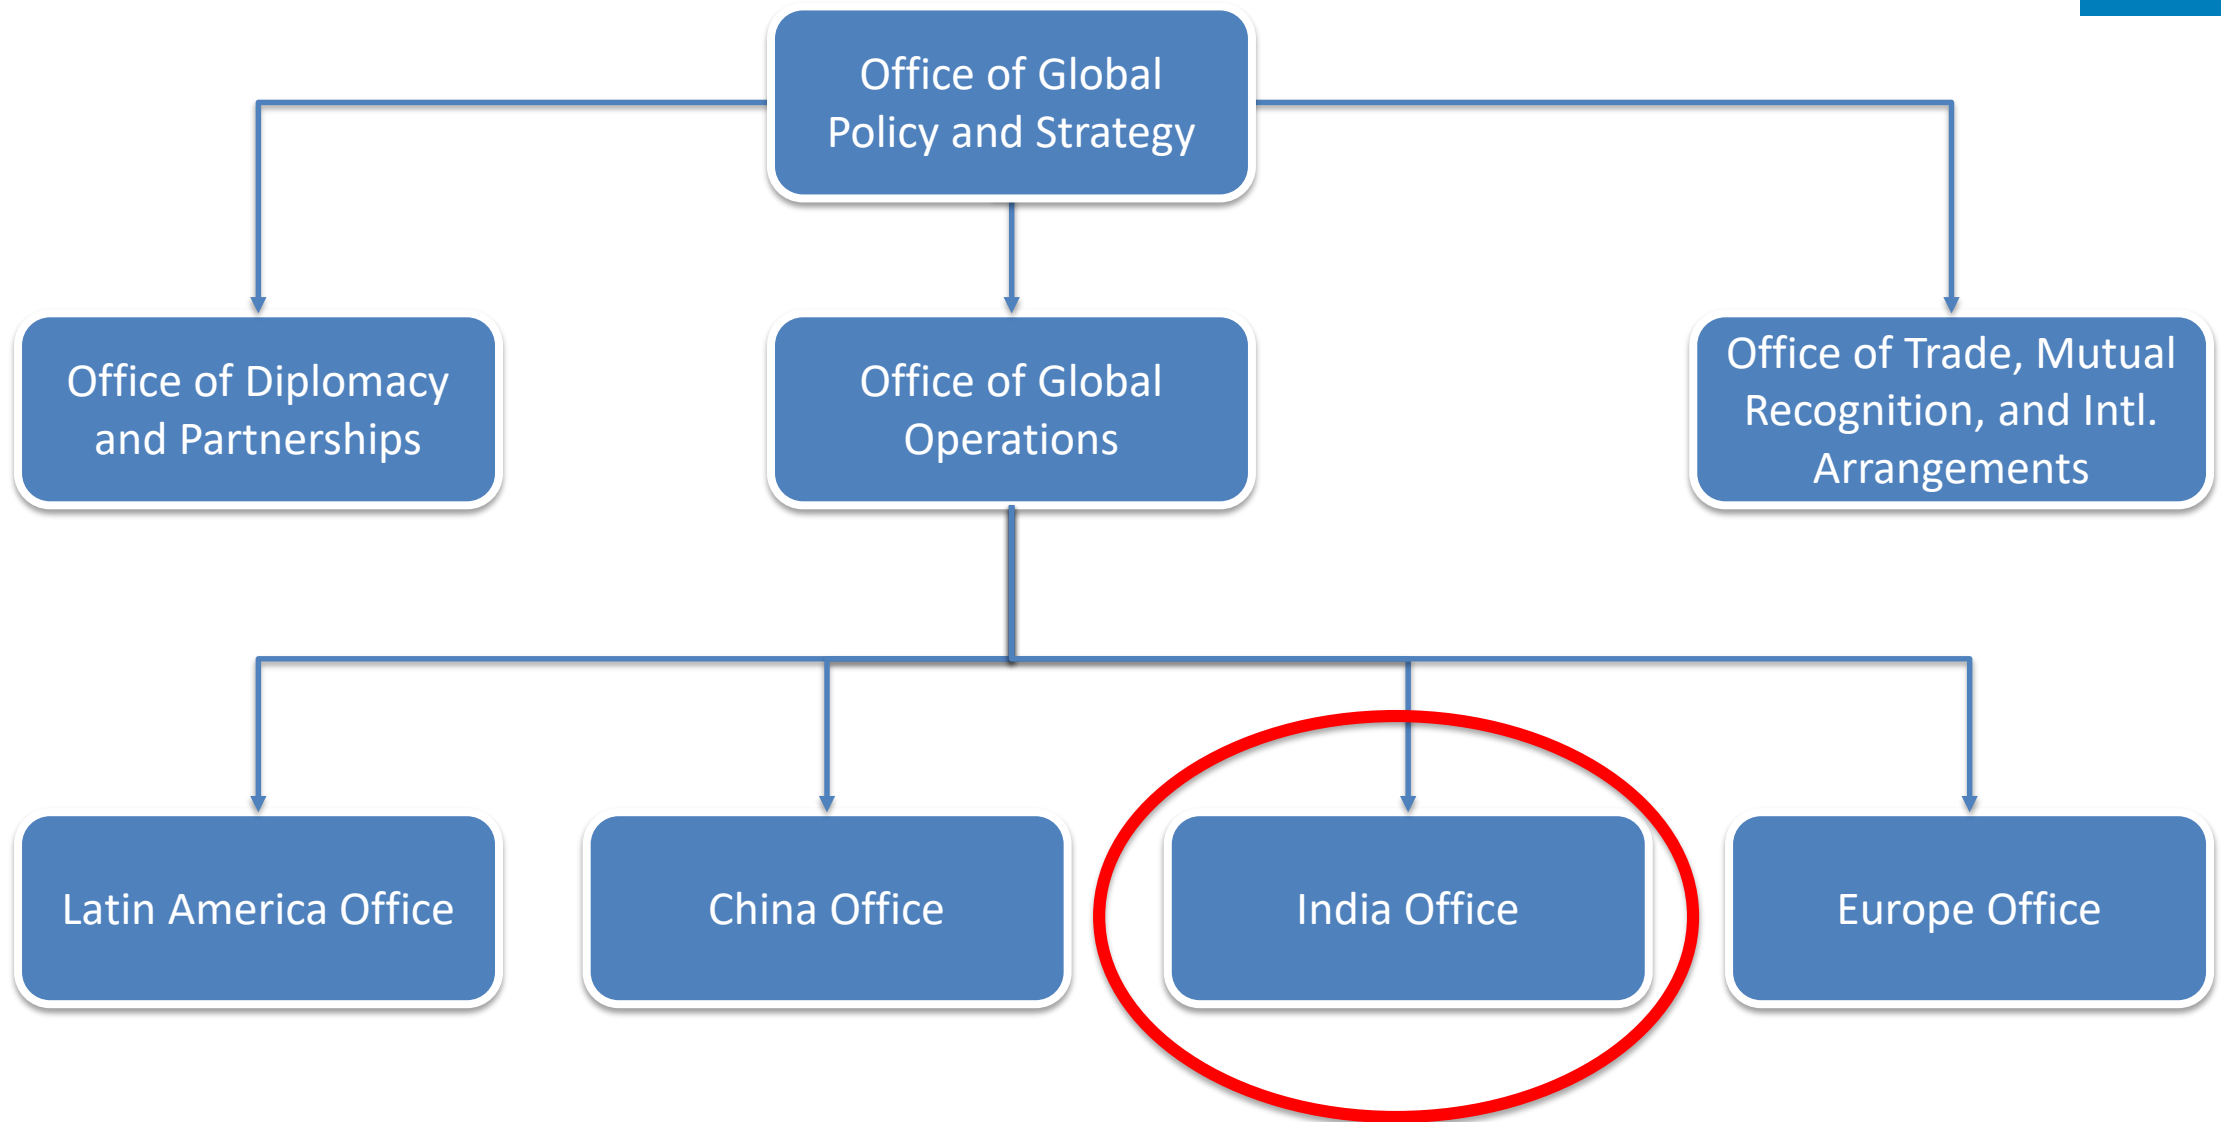 Office of Global
Policy and Strategy
Office of Diplomacy
and Partnerships
Office of Global
Operations
Office of Trade, Mutual
Recognition, and Intl.
Arrangements
Latin America Office
China Office
India Office
Europe Office